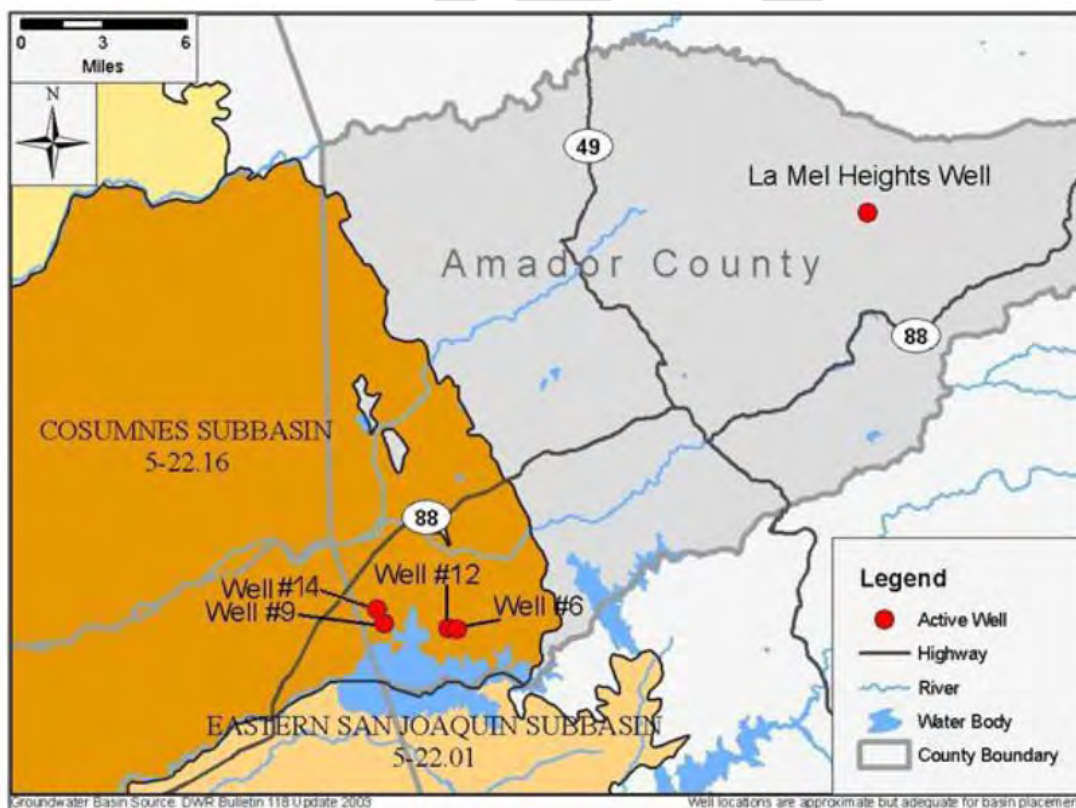 0 3 6
Miles
N
49
La Mel Heights Well
Amador County
88
COSUMNES SUBBASIN
5-22.16
88
Well #14
Well #12
Well #9
Well #6
EASTERN SAN JOAQUIN SUBBASIN
5-22.01
Legend
Active Well
Highway
River
Water Body
County Boundary
Groundwater Basin Source: DWR Bulletin 118 Update 2003
Well locations are approximate but adequate for basin placement